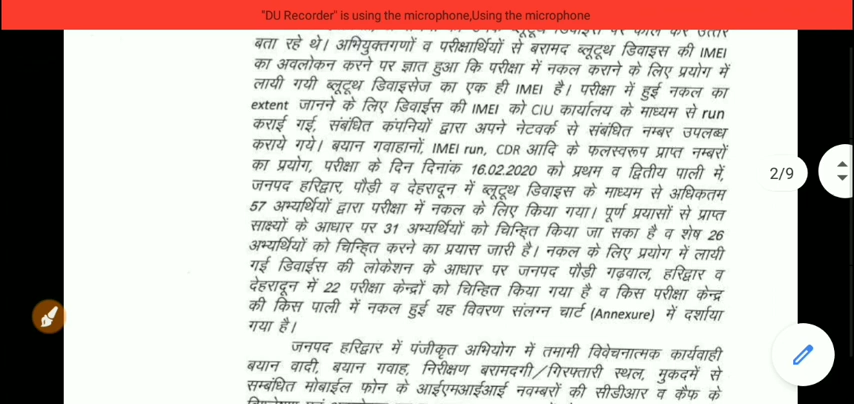 "DU Recorder" is using the microphone,Using the microphone
बता रहे थे। अभियुक्तगणों व परीक्षार्थियों से बरामद ब्लूटूथ डिवाइस की IMEI
का अवलोकन करने पर ज्ञात हुआ कि परीक्षा में नकल कराने के लिए प्रयोग में
लायी गयी ब्लूटूथ डिवाइसेज का एक ही IMEI है। परीक्षा में हुई नकल का
extent जानने के लिए डिवाईस की IMEI को CIU कार्यालय के माध्यम से run
कराई गई, संबंधित कंपनियों द्वारा अपने नेटवर्क से संबंधित नम्बर उपलब्ध
कराये गये। बयान गवाहानों, IMEI run, CDR आदि के फलस्वरूप प्राप्त नम्बरों
का प्रयोग, परीक्षा के दिन दिनांक 16.02.2020 को प्रथम व द्वितीय पाली में,
2/9
जनपद हरिद्वार, पौड़ी व देहरादून में ब्लूटूथ डिवाइस के माध्यम से अधिकतम
57 अभ्यर्थियों द्वारा परीक्षा में नकल के लिए किया गया। पूर्ण प्रयासों से प्राप्त
साक्ष्यों के आधार पर 31 अभ्यर्थियों को चिन्हित किया जा सका है व शेष 26
अभ्यर्थियों को चिन्हित करने का प्रयास जारी है। नकल के लिए प्रयोग में लायी
गई डिवाईस की लोकेशन के आधार पर जनपद पौड़ी गढ़वाल, हरिद्वार व
देहरादून में 22 परीक्षा केन्द्रों को चिन्हित किया गया है व किस परीक्षा केन्द्र
की किस पाली में नकल हुई यह विवरण संलग्न चार्ट (Annexure) में दर्शाया
गया है।
जनपद हरिद्वार में पंजीकृत अभियोग में तमामी विवेचनात्मक कार्यवाही
बयान वादी, बयान गवाह, निरीक्षण बरामदगी/गिरफ्तारी स्थल, मुकदमें से
सम्बंधित मोबाईल फोन के आईएमआईआई नवम्बरों की सीडीआर व कैफ के